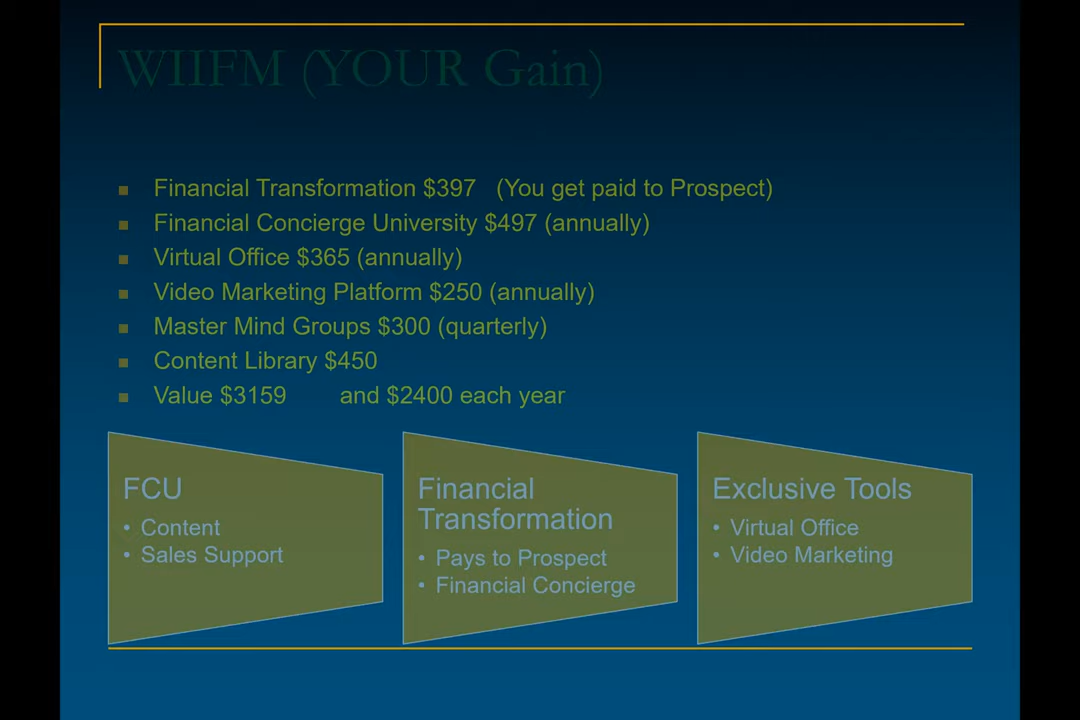 WIIFM (YOUR Gain)
Financial Transformation $397 (You get paid to Prospect)
Financial Concierge University $497 (annually)
Virtual Office $365 (annually)
Video Marketing Platform $250 (annually)
Master Mind Groups $300 (quarterly)
Content Library $450
Value $3159 and $2400 each year
FCU
• Content
• Sales Support
Financial
Transformation
• Pays to Prospect
• Financial Concierge
Exclusive Tools
• Virtual Office
• Video Marketing